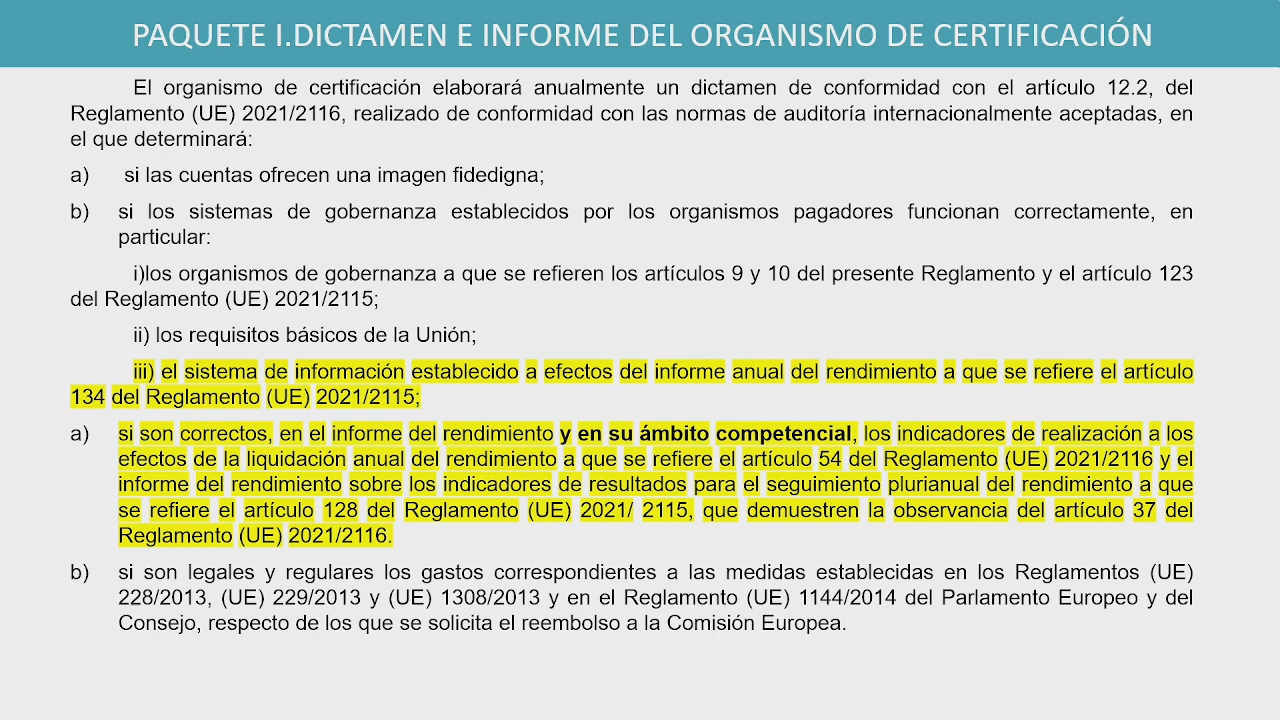 PAQUETE I.DICTAMEN E INFORME DEL ORGANISMO DE CERTIFICACIÓN
El organismo de certificación elaborará anualmente un dictamen de conformidad con el artículo 12.2, del
Reglamento (UE) 2021/2116, realizado de conformidad con las normas de auditoría internacionalmente aceptadas, en
el que determinará:
a) si las cuentas ofrecen una imagen fidedigna;
b) si los sistemas de gobernanza establecidos por los organismos pagadores funcionan correctamente, en
particular:
i)los organismos de gobernanza a que se refieren los artículos 9 y 10 del presente Reglamento y el artículo 123
del Reglamento (UE) 2021/2115;
ii) los requisitos básicos de la Unión;
iii) el sistema de información establecido a efectos del informe anual del rendimiento a que se refiere el artículo
134 del Reglamento (UE) 2021/2115;
a) si son correctos, en el informe del rendimiento y en su ámbito competencial, los indicadores de realización a los
efectos de la liquidación anual del rendimiento a que se refiere el artículo 54 del Reglamento (UE) 2021/2116 y el
informe del rendimiento sobre los indicadores de resultados para el seguimiento plurianual del rendimiento a que
se refiere el artículo 128 del Reglamento (UE) 2021/ 2115, que demuestren la observancia del artículo 37 del
Reglamento (UE) 2021/2116.
b) si son legales y regulares los gastos correspondientes a las medidas establecidas en los Reglamentos (UE)
228/2013, (UE) 229/2013 y (UE) 1308/2013 y en el Reglamento (UE) 1144/2014 del Parlamento Europeo y del
Consejo, respecto de los que se solicita el reembolso a la Comisión Europea.